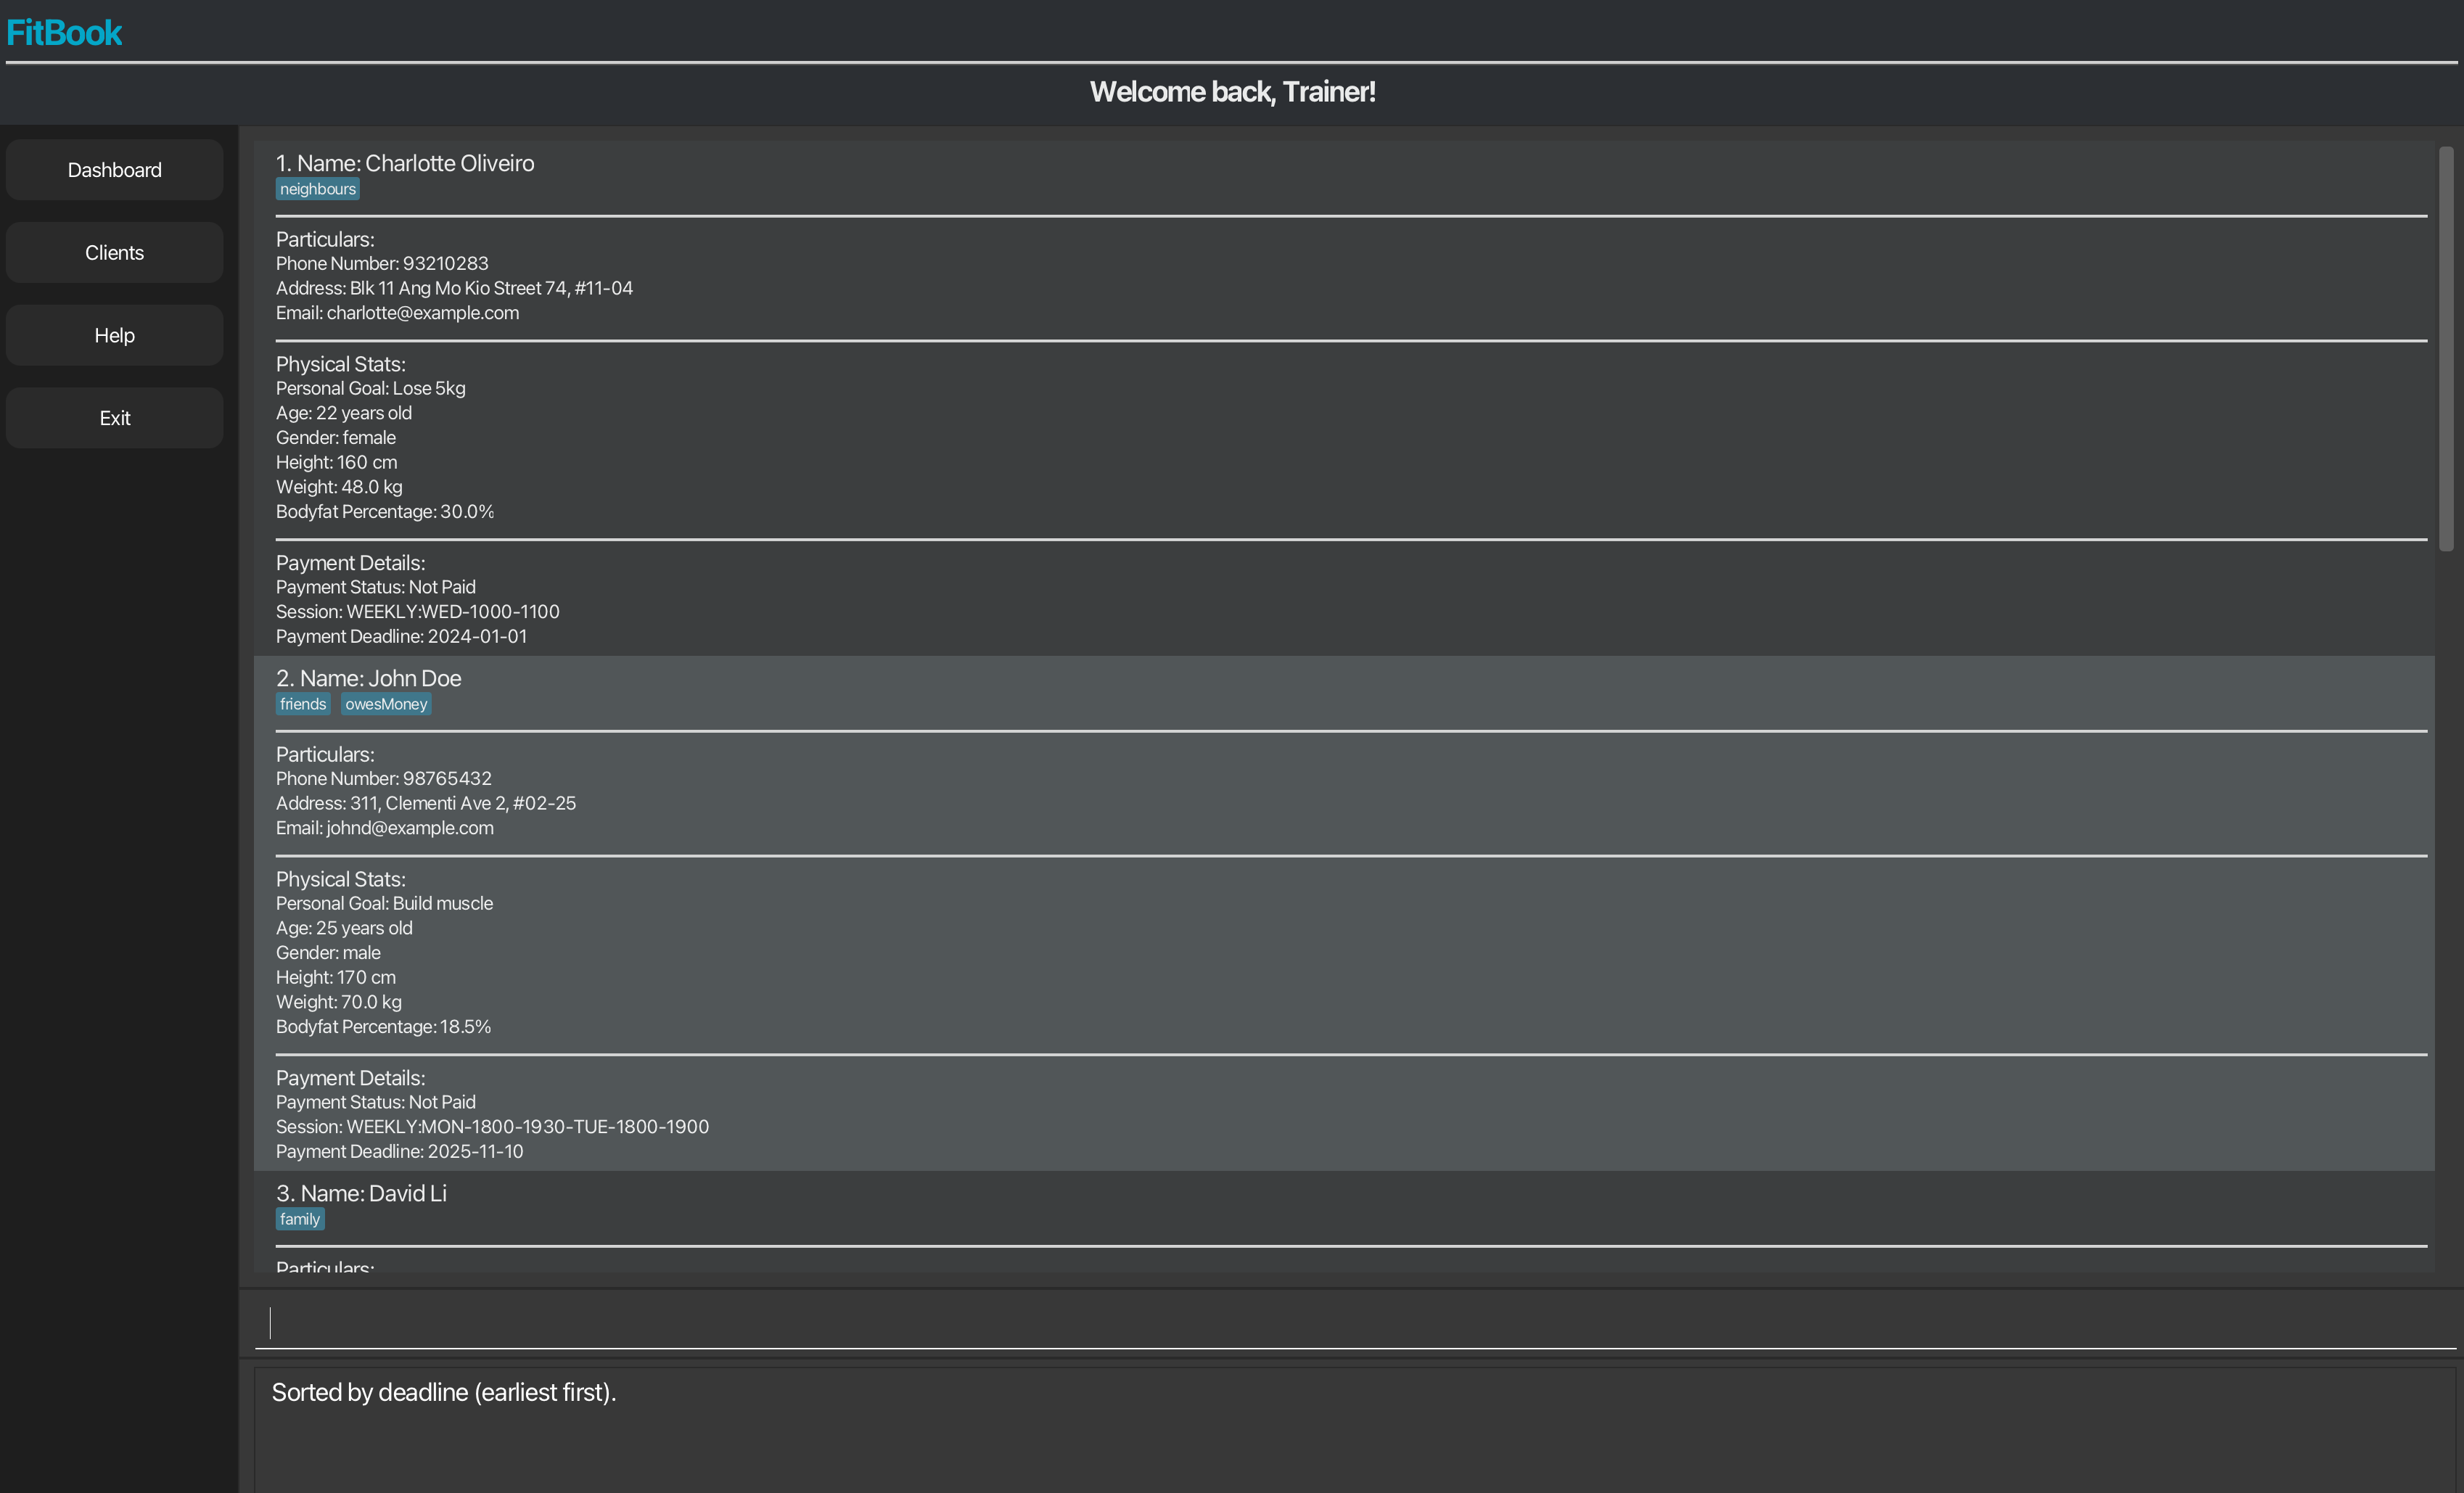 FitBook
Welcome back, Trainer!
Dashboard
Clients
Help
Exit
1. Name: Charlotte Oliveiro
neighbours
Particulars:
Phone Number: 93210283
Address: Blk 11 Ang Mo Kio Street 74, #11-04
Email: charlotte@example.com
Physical Stats:
Personal Goal: Lose 5kg
Age: 22 years old
Gender: female
Height: 160 cm
Weight: 48.0 kg
Bodyfat Percentage: 30.0%
Payment Details:
Payment Status: Not Paid
Session: WEEKLY:WED-1000-1100
Payment Deadline: 2024-01-01
2. Name: John Doe
friends owesMoney
Particulars:
Phone Number: 98765432
Address: 311, Clementi Ave 2, #02-25
Email: johnd@example.com
Physical Stats:
Personal Goal: Build muscle
Age: 25 years old
Gender: male
Height: 170 cm
Weight: 70.0 kg
Bodyfat Percentage: 18.5%
Payment Details:
Payment Status: Not Paid
Session: WEEKLY:MON-1800-1930-TUE-1800-1900
Payment Deadline: 2025-11-10
3. Name: David Li
family
Particulars:
Sorted by deadline (earliest first).